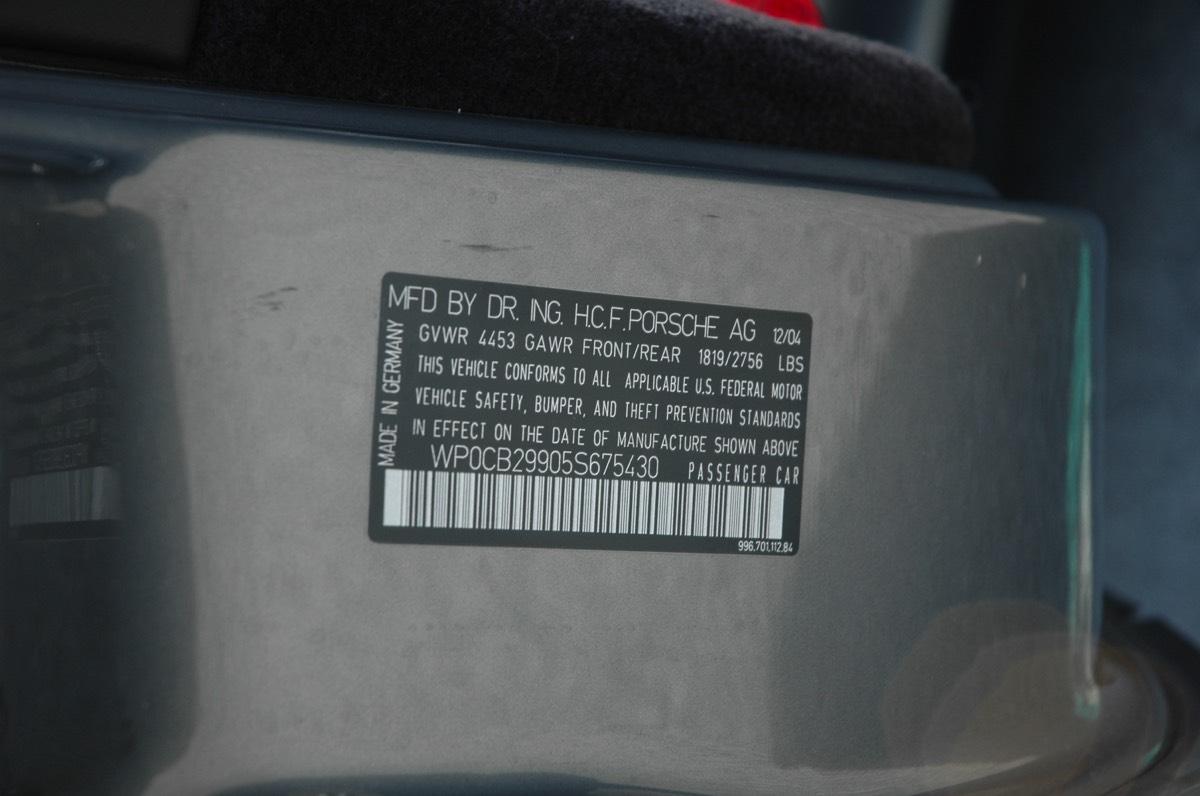 MFD BY DR. ING. H.C.F. PORSCHE AG 12/04
GVWR 4453 GAWR FRONT/REAR 1819/2756 LBS
THIS VEHICLE CONFORMS TO ALL APPLICABLE U.S. FEDERAL MOTOR
VEHICLE SAFETY, BUMPER, AND THEFT PREVENTION STANDARDS
IN EFFECT ON THE DATE OF MANUFACTURE SHOWN ABOVE
WP0CB29905S675430 PASSENGER CAR
996.701.112.84
MADE IN GERMANY